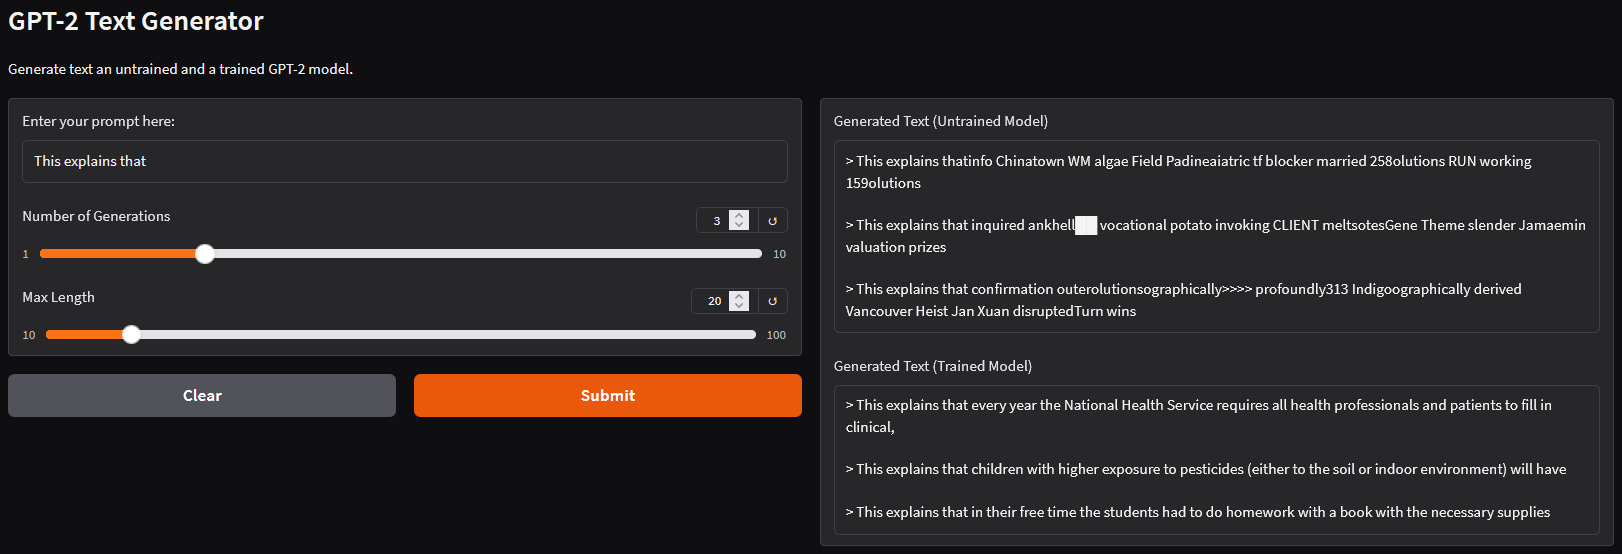 GPT-2 Text Generator
Generate text an untrained and a trained GPT-2 model.
Enter your prompt here:
This explains that
Number of Generations
3
↺
1
10
Max Length
20
↺
10
100
Clear
Submit
Generated Text (Untrained Model)
> This explains thatinfo Chinatown WM algae Field Padineaiatric tf blocker married 258olutions RUN working
159olutions
> This explains that inquired ankhell██ vocational potato invoking CLIENT meltsotesGene Theme slender Jamaemin
valuation prizes
> This explains that confirmation outerolutionsographically>>>> profoundly313 Indigoographically derived
Vancouver Heist Jan Xuan disruptedTurn wins
Generated Text (Trained Model)
> This explains that every year the National Health Service requires all health professionals and patients to fill in
clinical,
> This explains that children with higher exposure to pesticides (either to the soil or indoor environment) will have
> This explains that in their free time the students had to do homework with a book with the necessary supplies